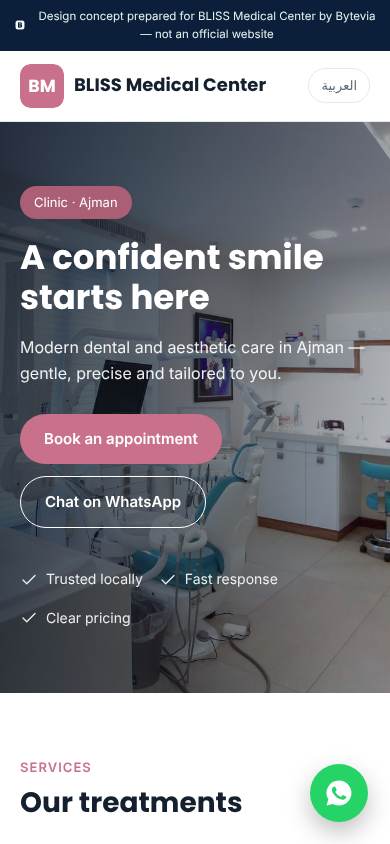 Design concept prepared for BLISS Medical Center by Bytevia
— not an official website
BM
BLISS Medical Center
العربية
Clinic · Ajman
A confident smile
starts here
Modern dental and aesthetic care in Ajman —
gentle, precise and tailored to you.
Book an appointment
Chat on WhatsApp
Trusted locally
Fast response
Clear pricing
SERVICES
Our treatments